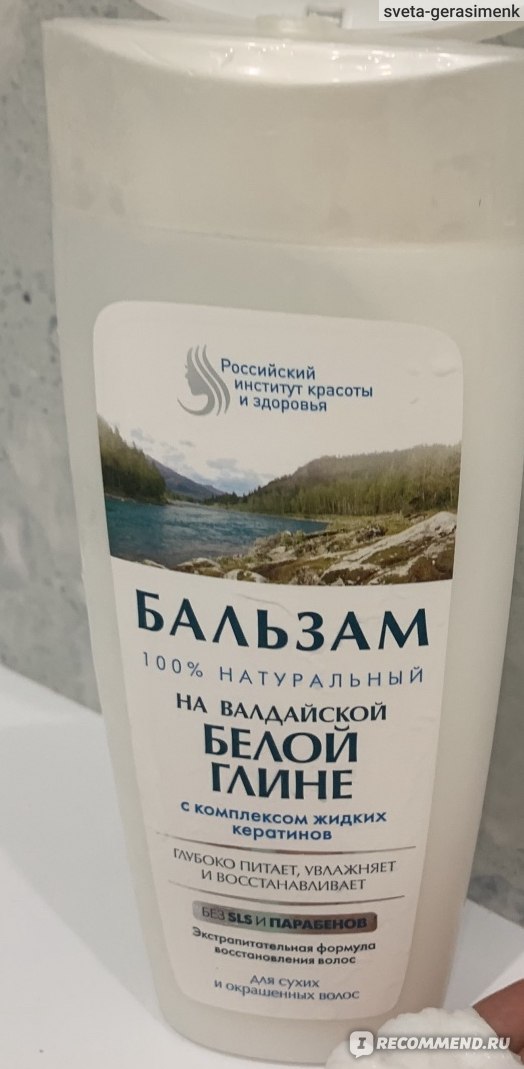 sveta-gerasimenk
Российский
институт красоты
и здоровья
БАЛЬЗАМ
100% НАТУРАЛЬНЫЙ
НА ВАЛДАЙСКОЙ
БЕЛОЙ
ГЛИНЕ
с комплексом жидких
кератинов
ГЛУБОКО ПИТАЕТ, УВЛАЖНЯЕТ
И ВОССТАНАВЛИВАЕТ
БЕЗ SLS И ПАРАБЕНОВ
Экстрапитательная формула
восстановления волос
для сухих
и окрашенных волос
I RECOMMEND.RU